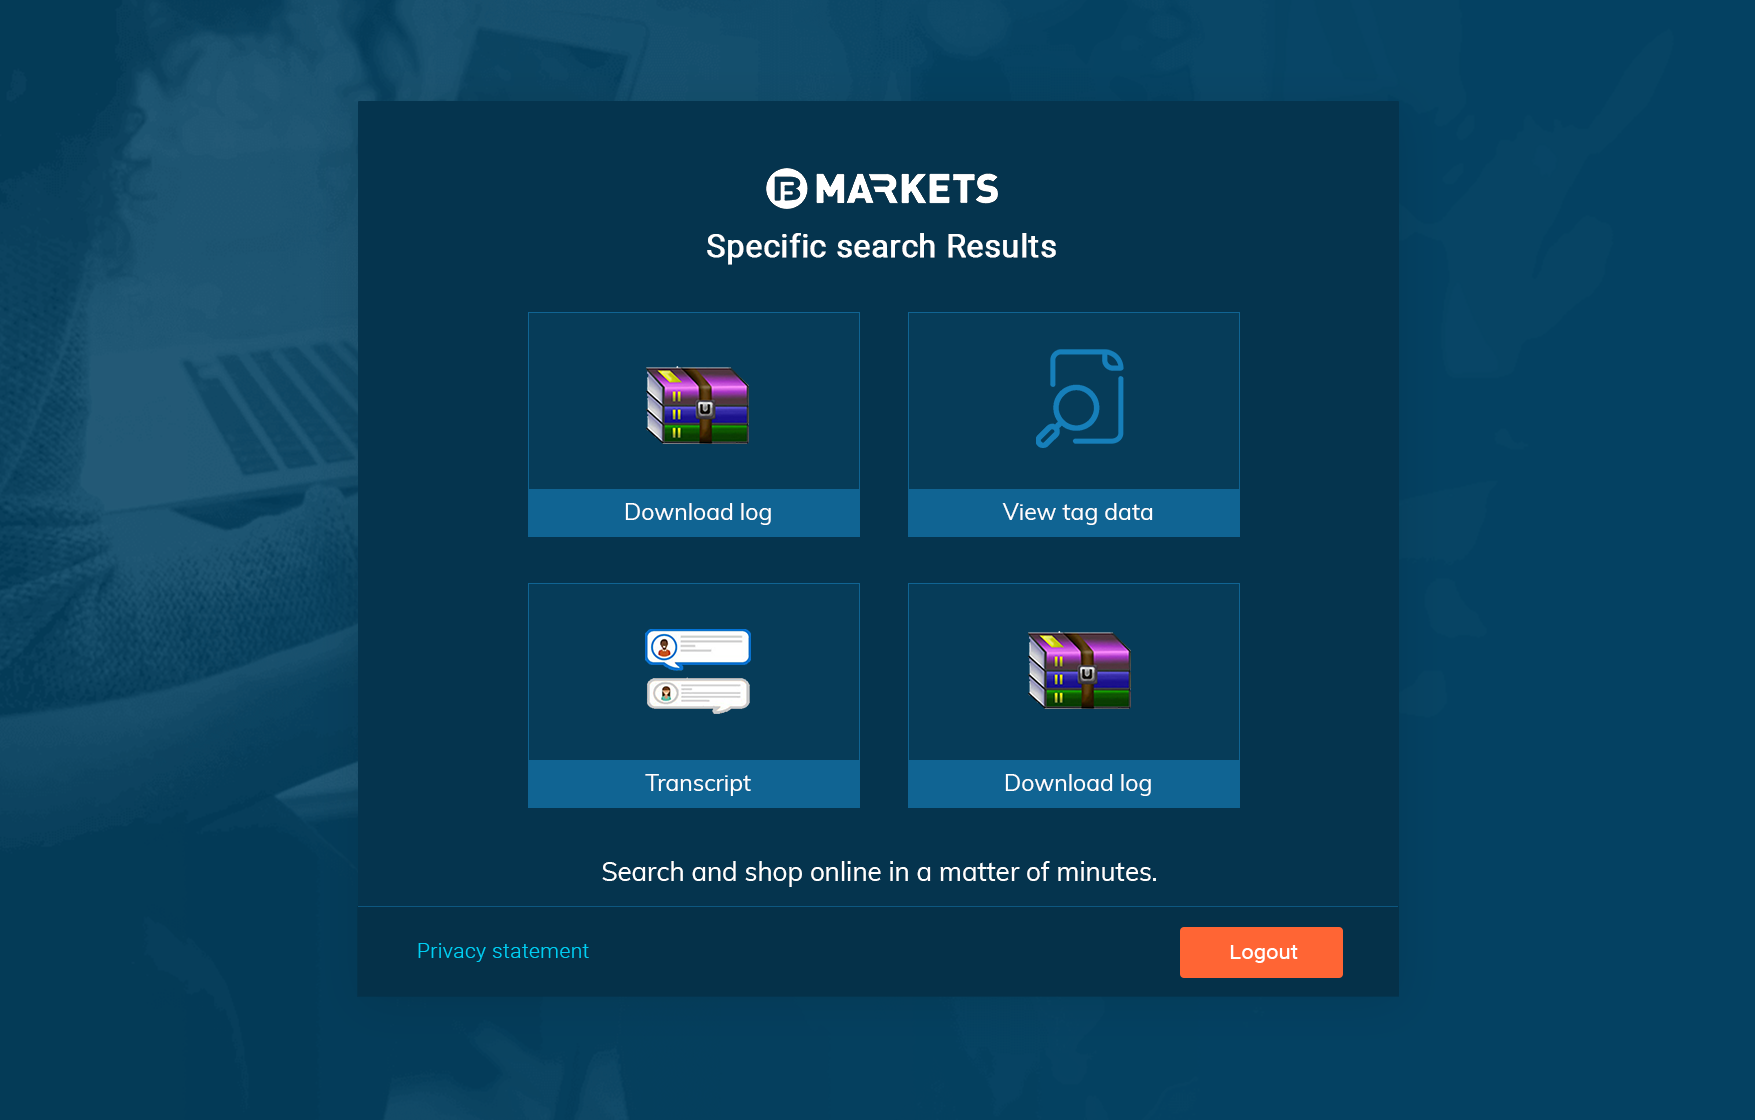 B MARKETS
Specific search Results
Download log
View tag data
Transcript
Download log
Search and shop online in a matter of minutes.
Privacy statement
Logout